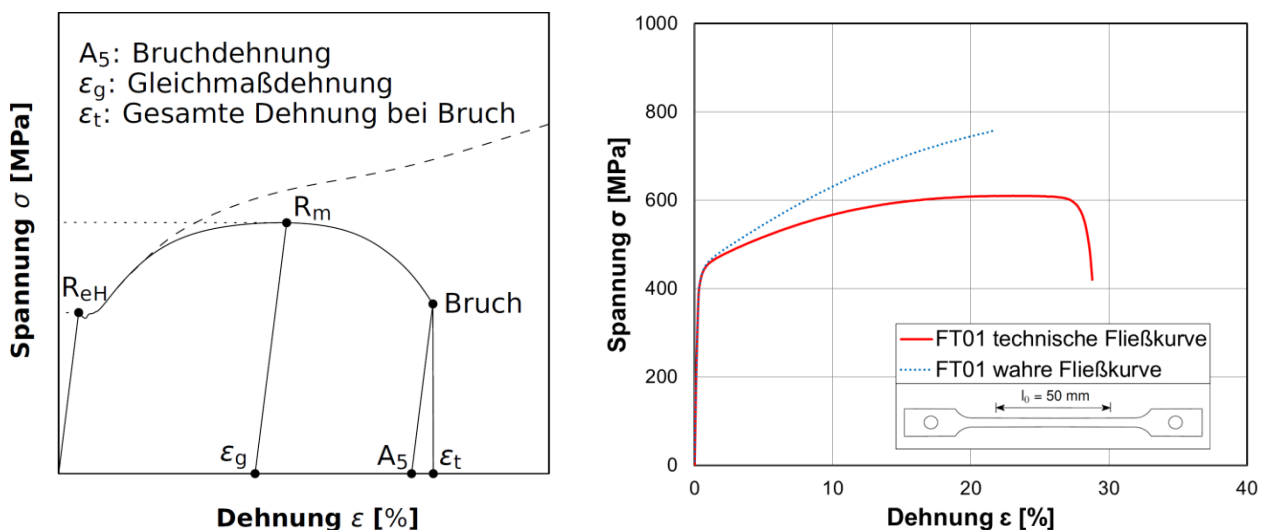 A5: Bruchdehnung
εg: Gleichmaßdehnung
εt: Gesamte Dehnung bei Bruch
Spannung σ [MPa]
Rm
ReH
Bruch
εg
A5
εt
Dehnung ε [%]
1000
800
600
400
200
0
Spannung σ [MPa]
FT01 technische Fließkurve
FT01 wahre Fließkurve
l0 = 50 mm
0
10
20
30
40
Dehnung ε [%]